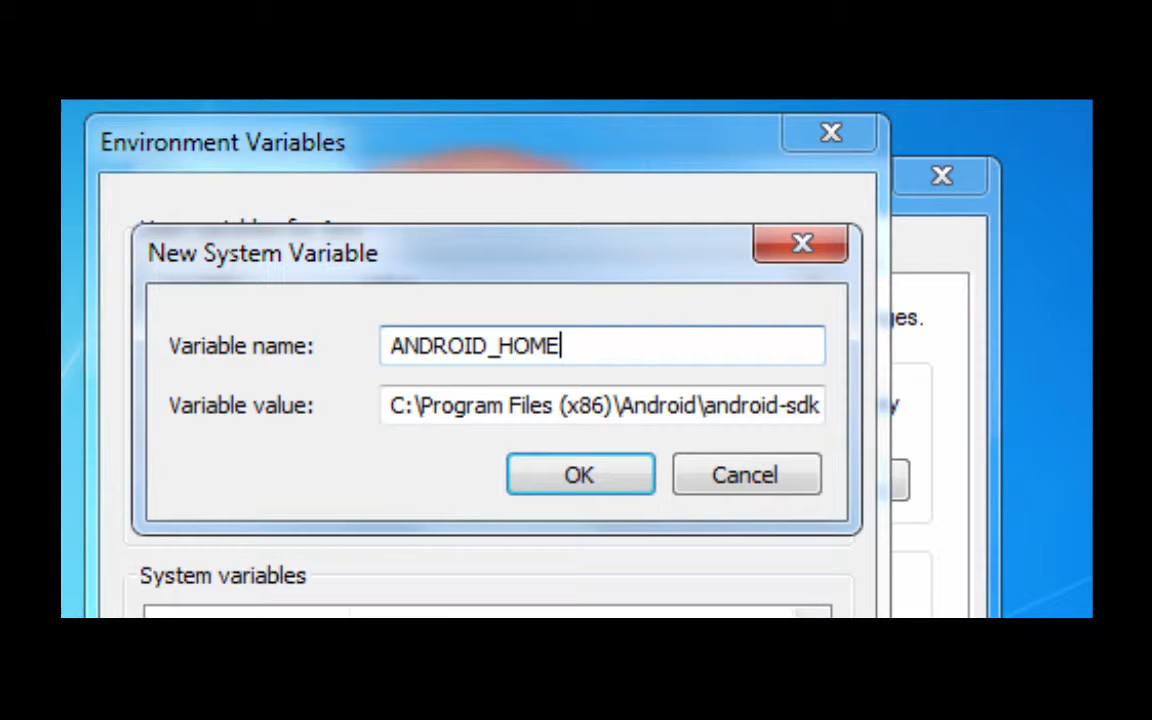 Environment Variables
New System Variable
Variable name: ANDROID_HOME
Variable value: C:\Program Files (x86)\Android\android-sdk
OK Cancel
System variables